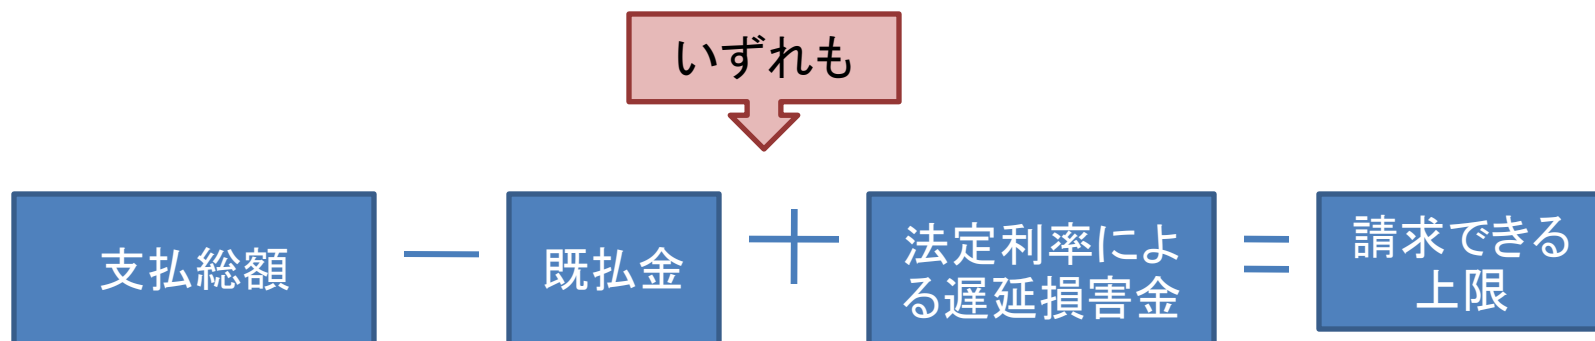 いずれも
支払総額
既払金
法定利率によ
る遅延損害金
請求できる
上限